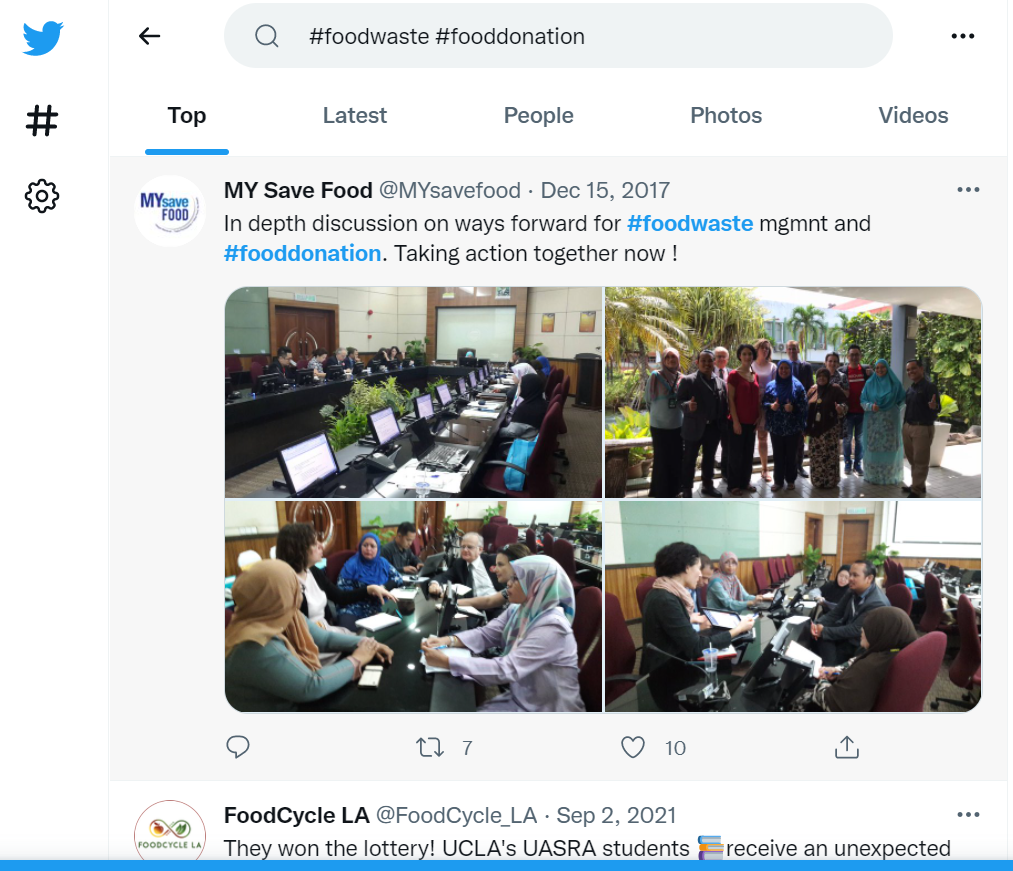 #foodwaste #fooddonation
Top Latest People Photos Videos
MY Save Food @MYsavefood · Dec 15, 2017
MYsave
FOOD
In depth discussion on ways forward for #foodwaste mgmnt and
#fooddonation. Taking action together now !
7 10
FoodCycle LA @FoodCycle_LA · Sep 2, 2021
FOODCYCLE LA
They won the lottery! UCLA's UASRA students 📚receive an unexpected